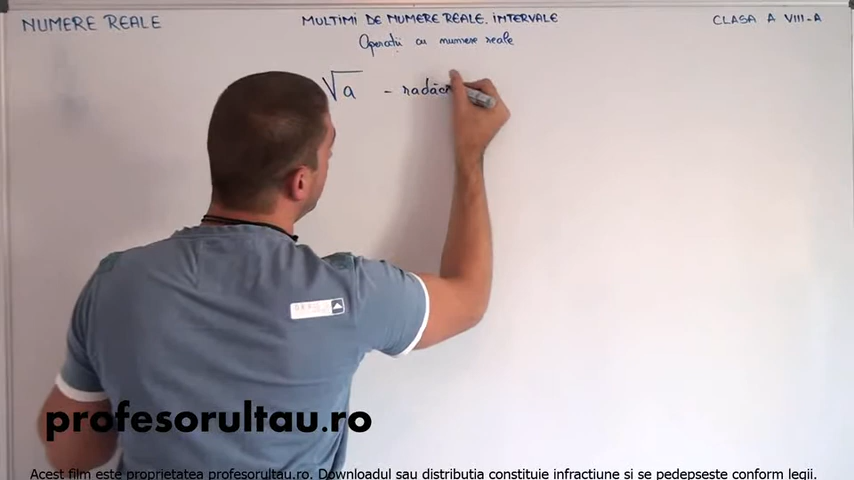 NUMERE REALE
MULTIMI DE NUMERE REALE. INTERVALE
CLASA A VIII-A
Operatii cu numere reale
√a - radăc
profesorultau.ro
Acest film este proprietatea profesorultau.ro. Downloadul sau distributia constituie infractiune si se pedepseste conform legii.